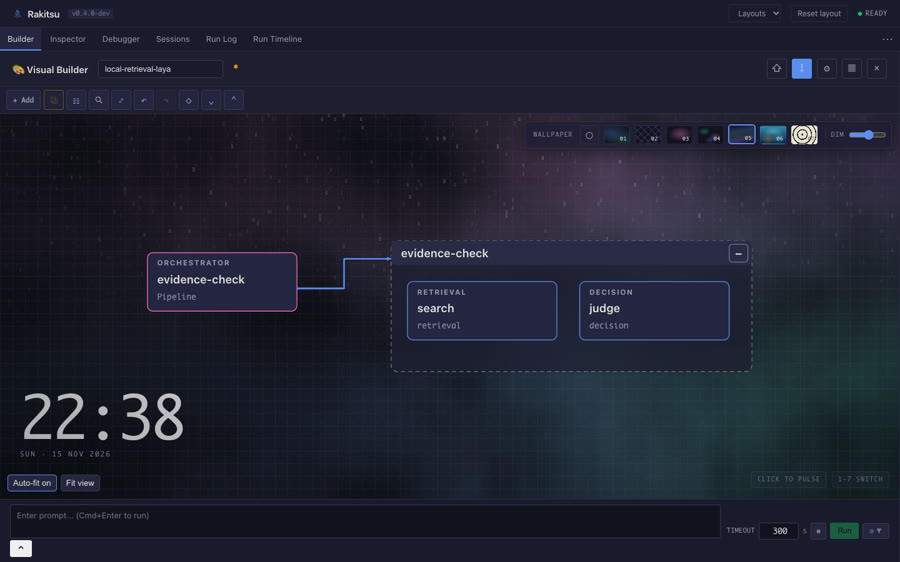 Rakitsu v0.4.0-dev Layouts Reset layout READY
Builder Inspector Debugger Sessions Run Log Run Timeline
Visual Builder local-retrieval-laya *
+ Add
WALLPAPER 01 02 03 04 05 06 DIM
ORCHESTRATOR
evidence-check
Pipeline
evidence-check
RETRIEVAL
search
retrieval
DECISION
judge
decision
22:38
SUN · 15 NOV 2026
Auto-fit on Fit view
CLICK TO PULSE 1–7 SWITCH
Enter prompt... (Cmd+Enter to run)
TIMEOUT 300 S Run